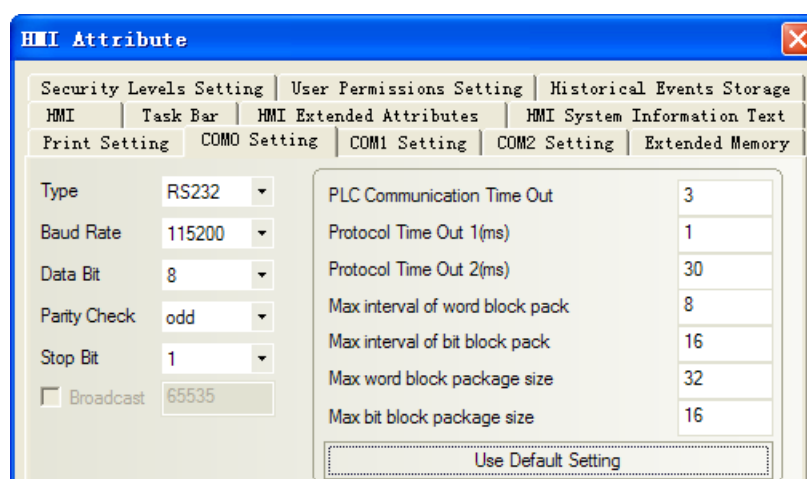 HMI Attribute
Security Levels Setting User Permissions Setting Historical Events Storage
HMI Task Bar HMI Extended Attributes HMI System Information Text
Print Setting COM0 Setting COM1 Setting COM2 Setting Extended Memory
Type RS232 PLC Communication Time Out 3
Baud Rate 115200 Protocol Time Out 1(ms) 1
Data Bit 8 Protocol Time Out 2(ms) 30
Parity Check odd Max interval of word block pack 8
Stop Bit 1 Max interval of bit block pack 16
Broadcast 65535 Max word block package size 32
Max bit block package size 16
Use Default Setting